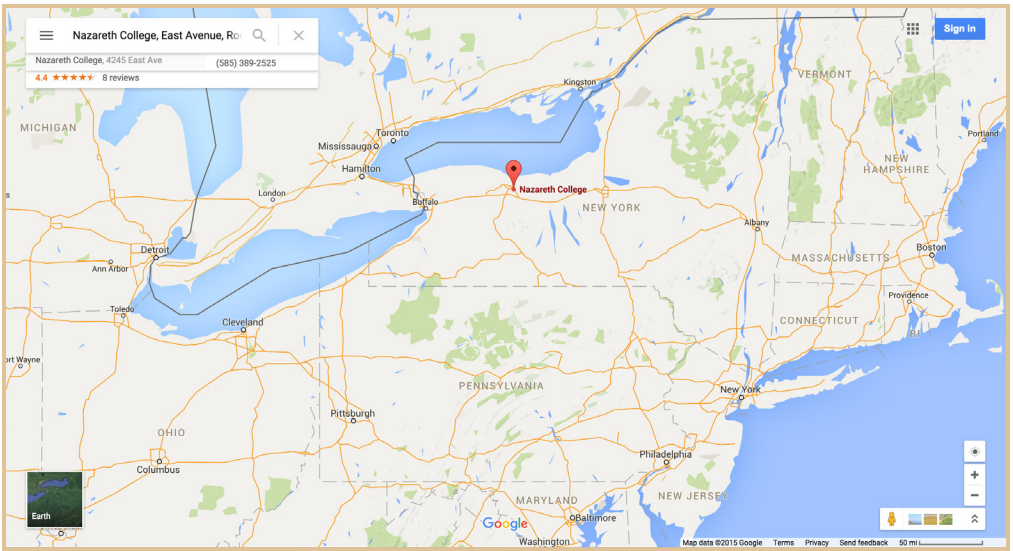 Nazareth College, East Avenue, Ro
Sign in
Nazareth College, 4245 East Ave
(585) 389-2525
4.4
8 reviews
Kingston
VERMONT
MICHIGAN
Toronto
Portland
Mississauga
Hamilton
NEW
HAMPSHIRE
Nazareth College
s
London
Buffalo
NEW YORK
Albany
Detroit
Boston
Ann Arbor
MASSACHUSETTS
Providence
Toledo
Cleveland
CONNECTICUT
RI
ort Wayne
PENNSYLVANIA
New York
Pittsburgh
OHIO
Philadelphia
Columbus
MARYLAND
NEW JERSEY
Earth
Google
Baltimore
Washington
Map data ©2015 Google Terms Privacy Send feedback 50 mi